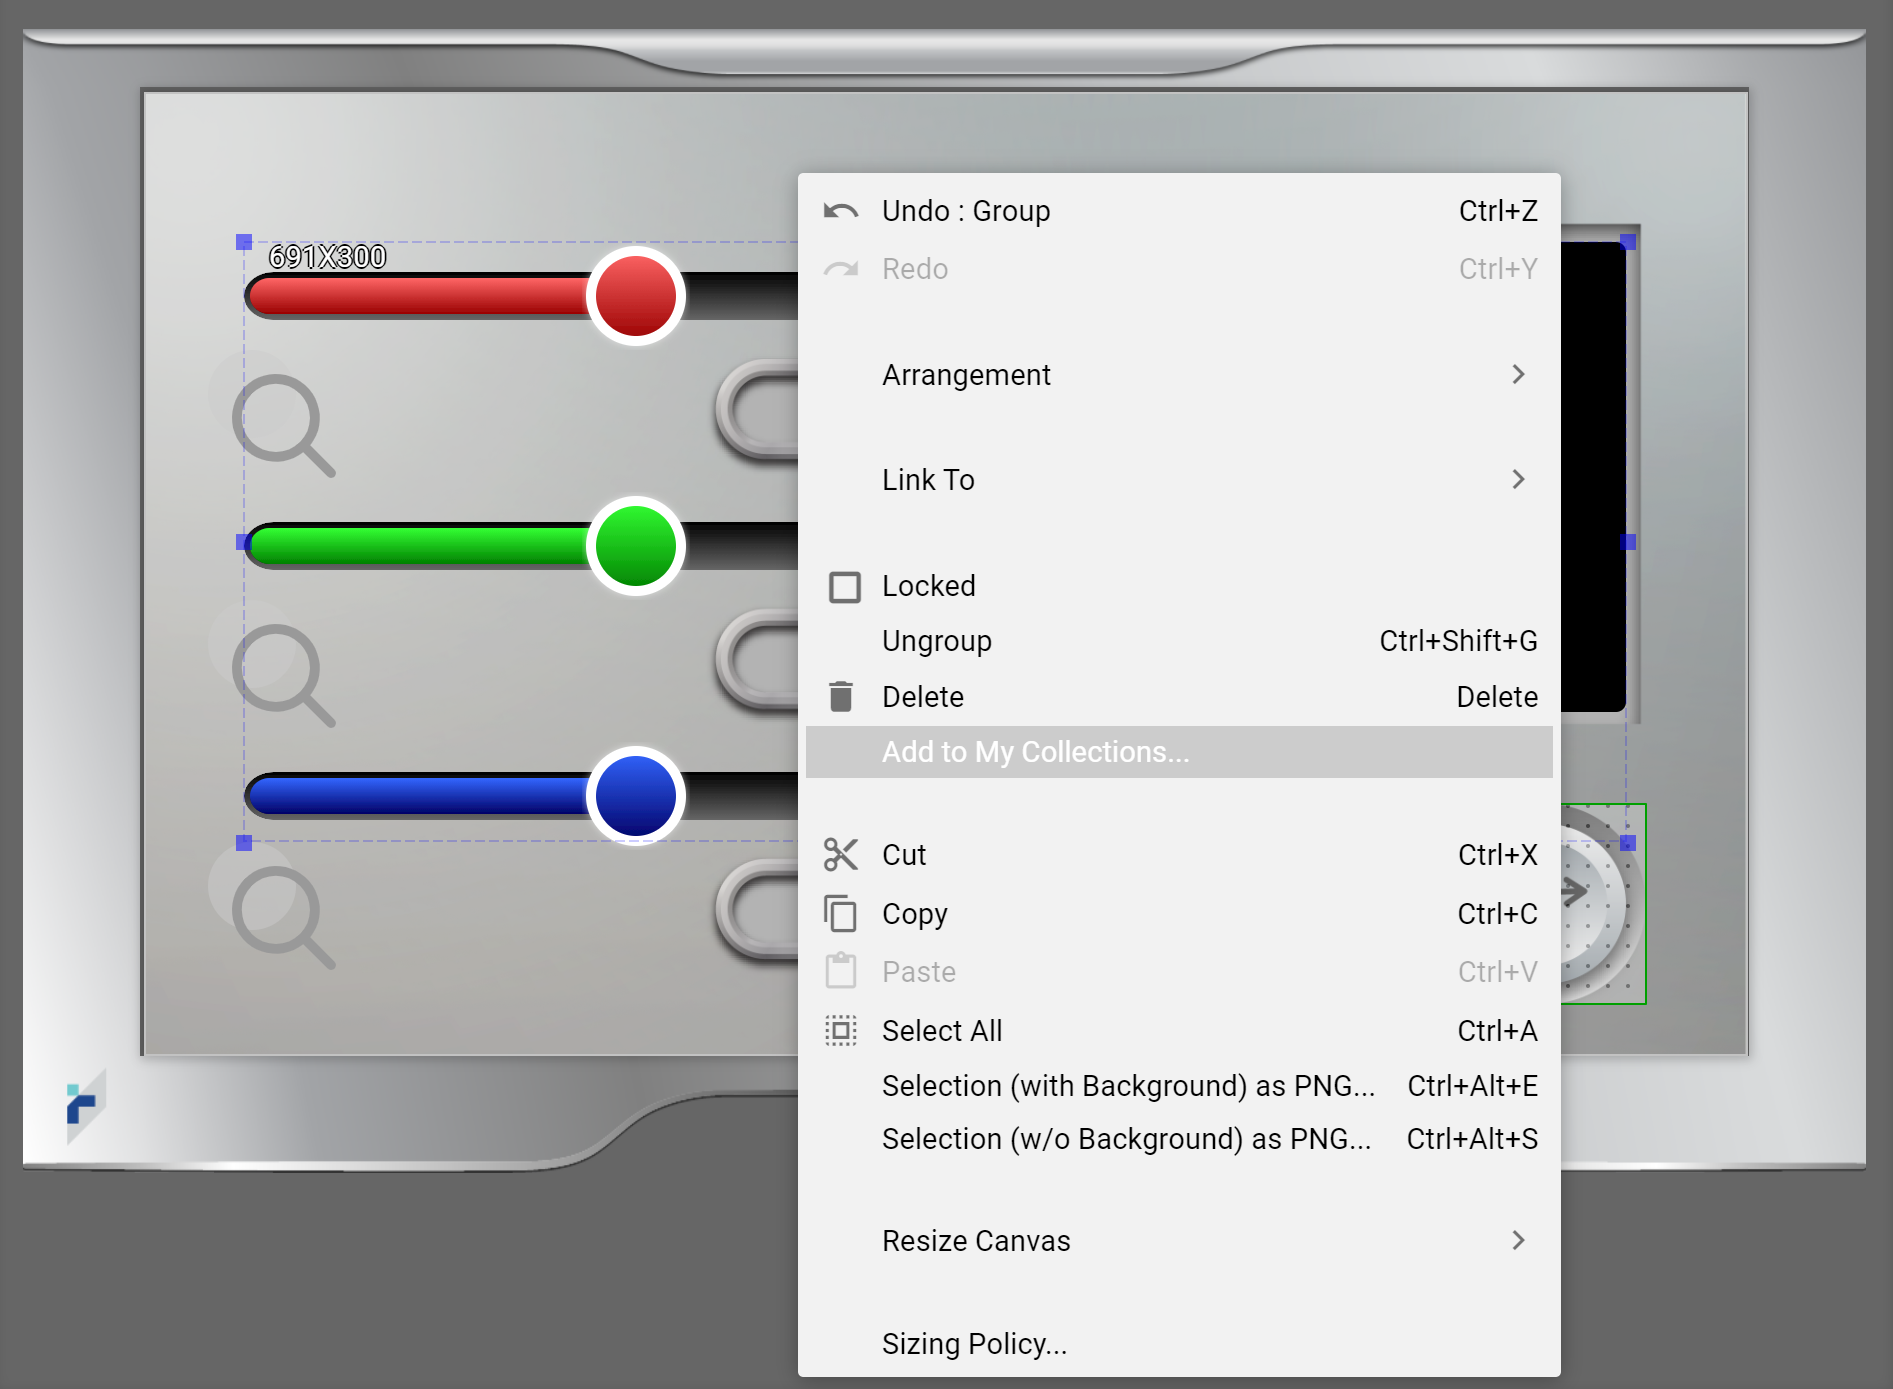 691X300
Undo : Group Ctrl+Z
Redo Ctrl+Y
Arrangement
Link To
Locked
Ungroup Ctrl+Shift+G
Delete Delete
Add to My Collections...
Cut Ctrl+X
Copy Ctrl+C
Paste Ctrl+V
Select All Ctrl+A
Selection (with Background) as PNG... Ctrl+Alt+E
Selection (w/o Background) as PNG... Ctrl+Alt+S
Resize Canvas
Sizing Policy...